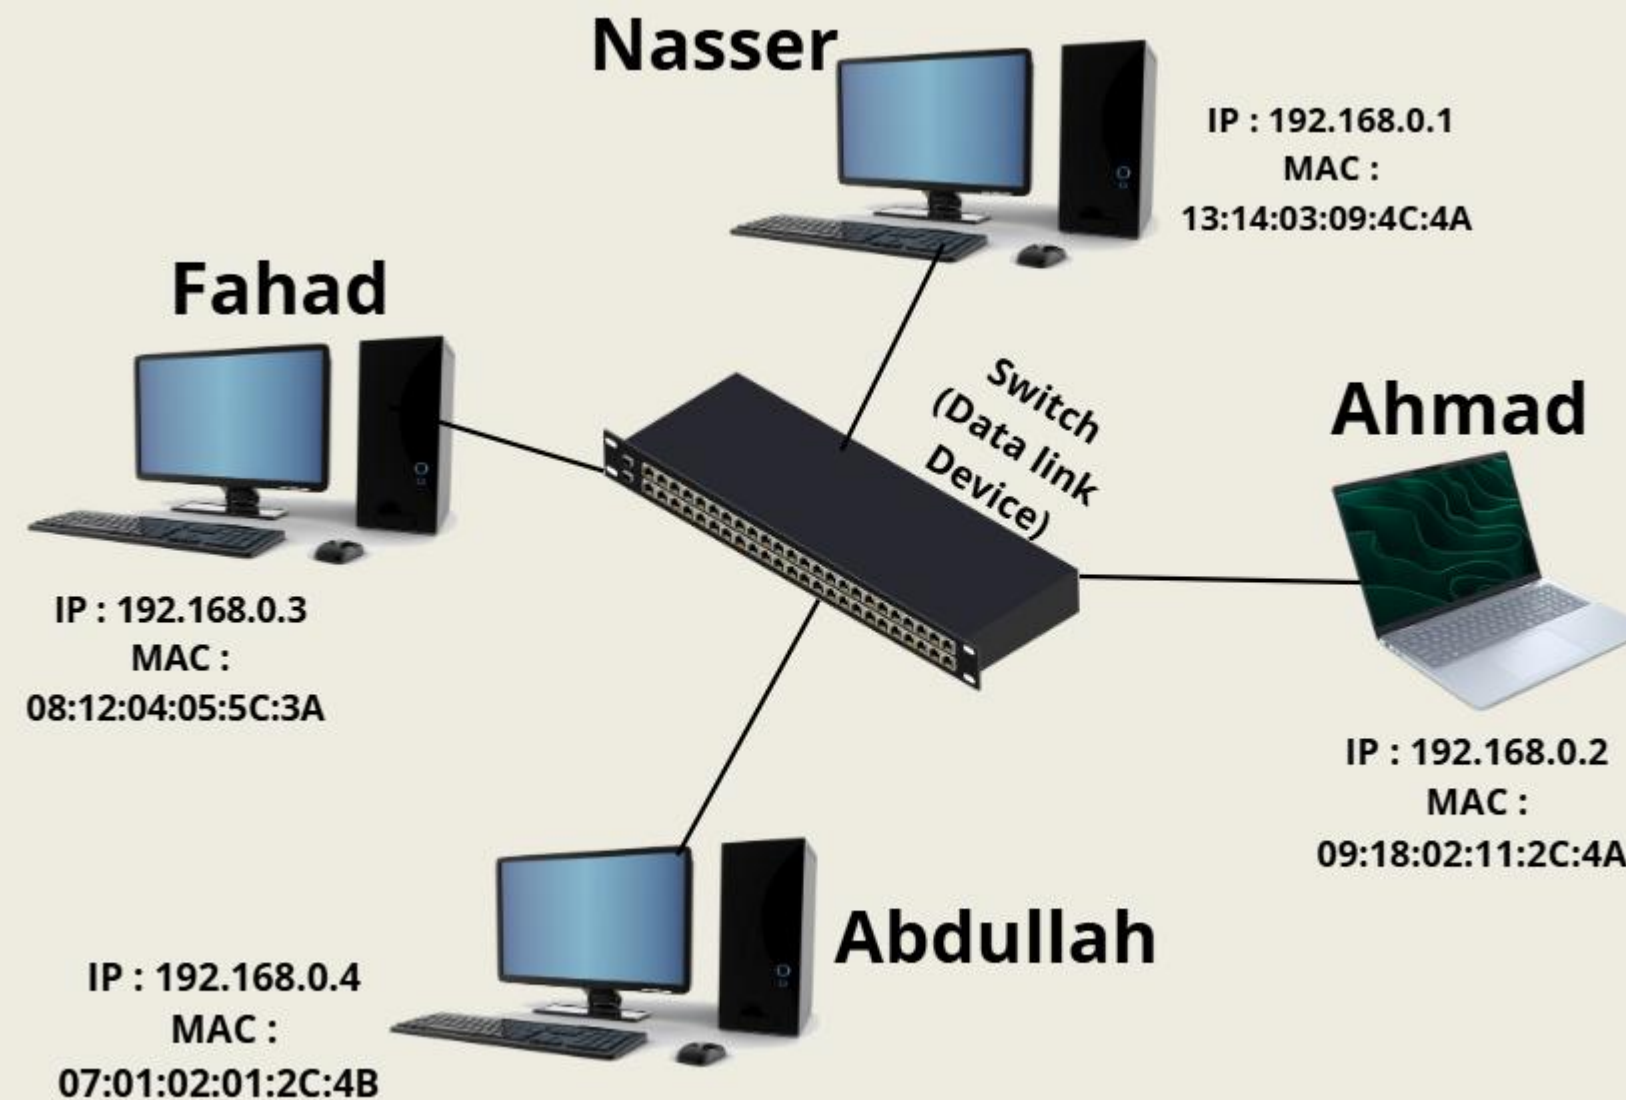 Nasser
IP : 192.168.0.1
MAC :
13:14:03:09:4C:4A
Fahad
IP : 192.168.0.3
MAC :
08:12:04:05:5C:3A
Switch
(Data link
Device)
Ahmad
IP : 192.168.0.2
MAC :
09:18:02:11:2C:4A
Abdullah
IP : 192.168.0.4
MAC :
07:01:02:01:2C:4B